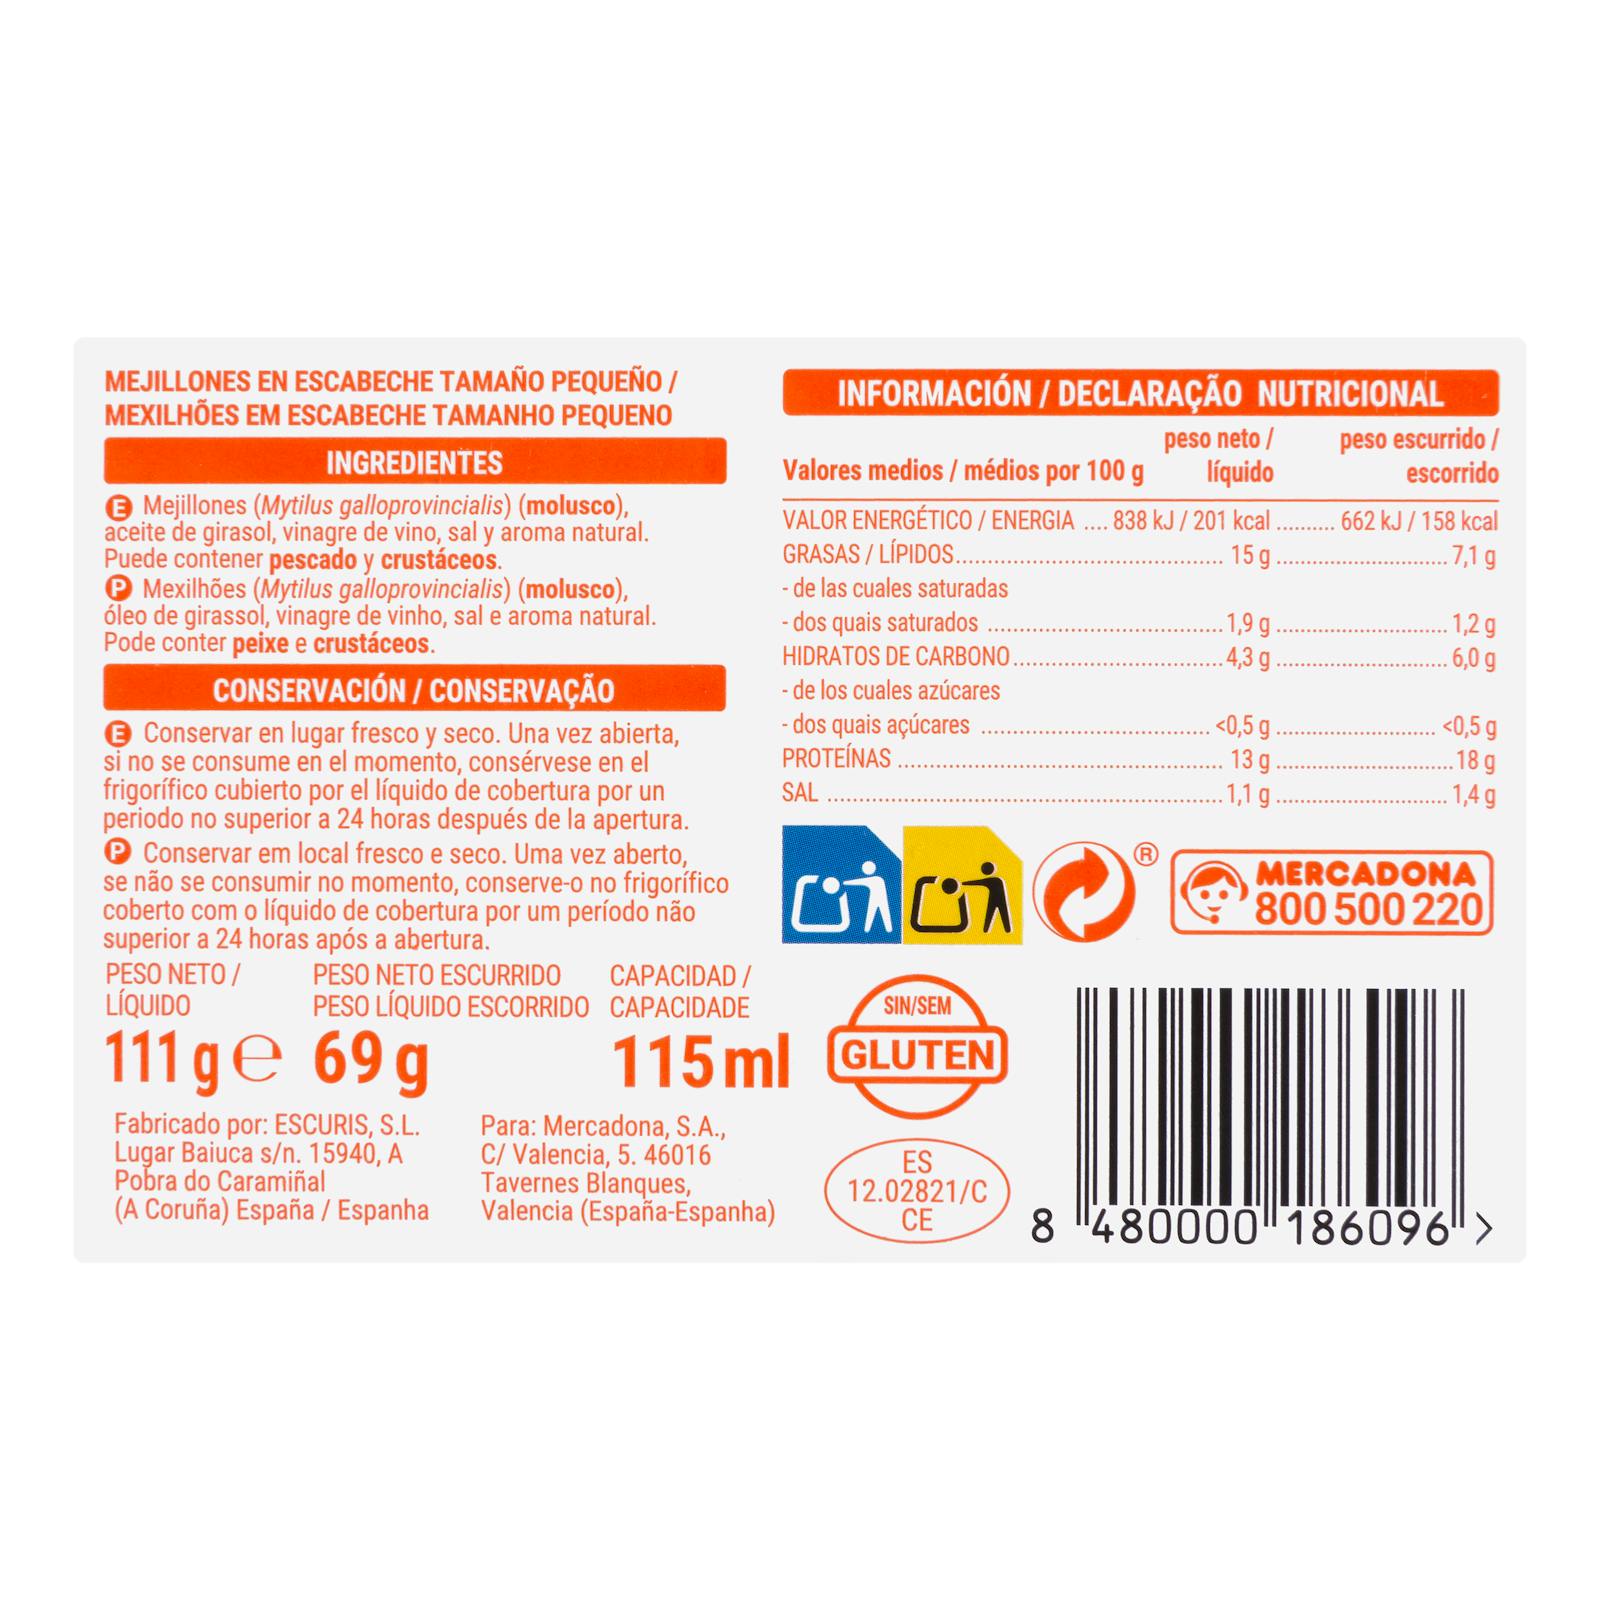 MEJILLONES EN ESCABECHE TAMAÑO PEQUEÑO /
MEXILHÕES EM ESCABECHE TAMANHO PEQUENO
INGREDIENTES
E Mejillones (Mytilus galloprovincialis) (molusco),
aceite de girasol, vinagre de vino, sal y aroma natural.
Puede contener pescado y crustáceos.
P Mexilhões (Mytilus galloprovincialis) (molusco),
óleo de girassol, vinagre de vinho, sal e aroma natural.
Pode conter peixe e crustáceos.
CONSERVACIÓN / CONSERVAÇÃO
E Conservar en lugar fresco y seco. Una vez abierta,
si no se consume en el momento, consérvese en el
frigorífico cubierto por el líquido de cobertura por un
periodo no superior a 24 horas después de la apertura.
P Conservar em local fresco e seco. Uma vez aberto,
se não se consumir no momento, conserve-o no frigorífico
coberto com o líquido de cobertura por um período não
superior a 24 horas após a abertura.
PESO NETO / PESO NETO ESCURRIDO CAPACIDAD /
LÍQUIDO PESO LÍQUIDO ESCORRIDO CAPACIDADE
111 g ℮ 69 g 115 ml
Fabricado por: ESCURIS, S.L.
Lugar Baiuca s/n. 15940, A
Pobra do Caramiñal
(A Coruña) España / Espanha
Para: Mercadona, S.A.,
C/ Valencia, 5. 46016
Tavernes Blanques,
Valencia (España-Espanha)
INFORMACIÓN / DECLARAÇÃO NUTRICIONAL
peso neto / peso escurrido /
Valores medios / médios por 100 g líquido escorrido
VALOR ENERGÉTICO / ENERGIA .... 838 kJ / 201 kcal .......... 662 kJ / 158 kcal
GRASAS / LÍPIDOS.......... 15 g .......... 7,1 g
- de las cuales saturadas
- dos quais saturados .......... 1,9 g .......... 1,2 g
HIDRATOS DE CARBONO.......... 4,3 g .......... 6,0 g
- de los cuales azúcares
- dos quais açúcares .......... <0,5 g .......... <0,5 g
PROTEÍNAS .......... 13 g .......... 18 g
SAL .......... 1,1 g .......... 1,4 g
®
MERCADONA
800 500 220
SIN/SEM
GLUTEN
ES
12.02821/C
CE
8 480000 186096 >